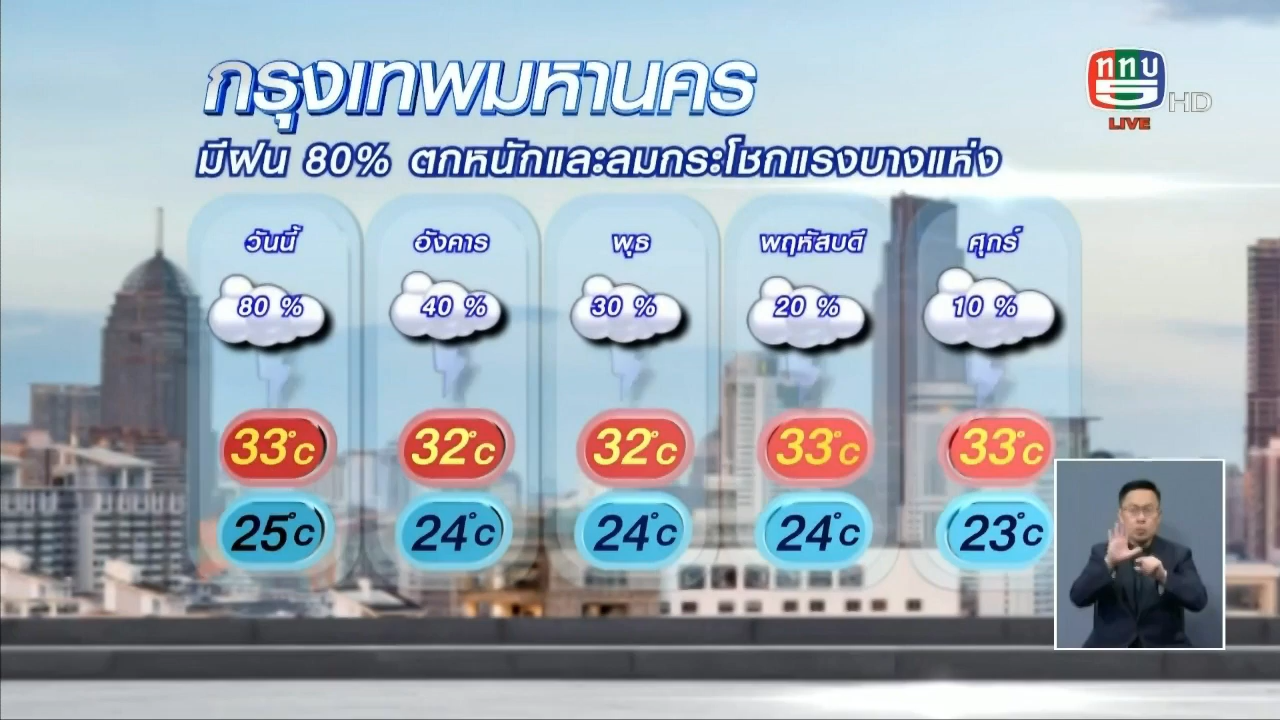 กรุงเทพมหานคร
ททบ 5 HD
LIVE
มีฝน 80% ตกหนักและลมกระโชกแรงบางแห่ง
วันนี้ อังคาร พุธ พฤหัสบดี ศุกร์
80 % 40 % 30 % 20 % 10 %
33°c 32°c 32°c 33°c 33°c
25°c 24°c 24°c 24°c 23°c